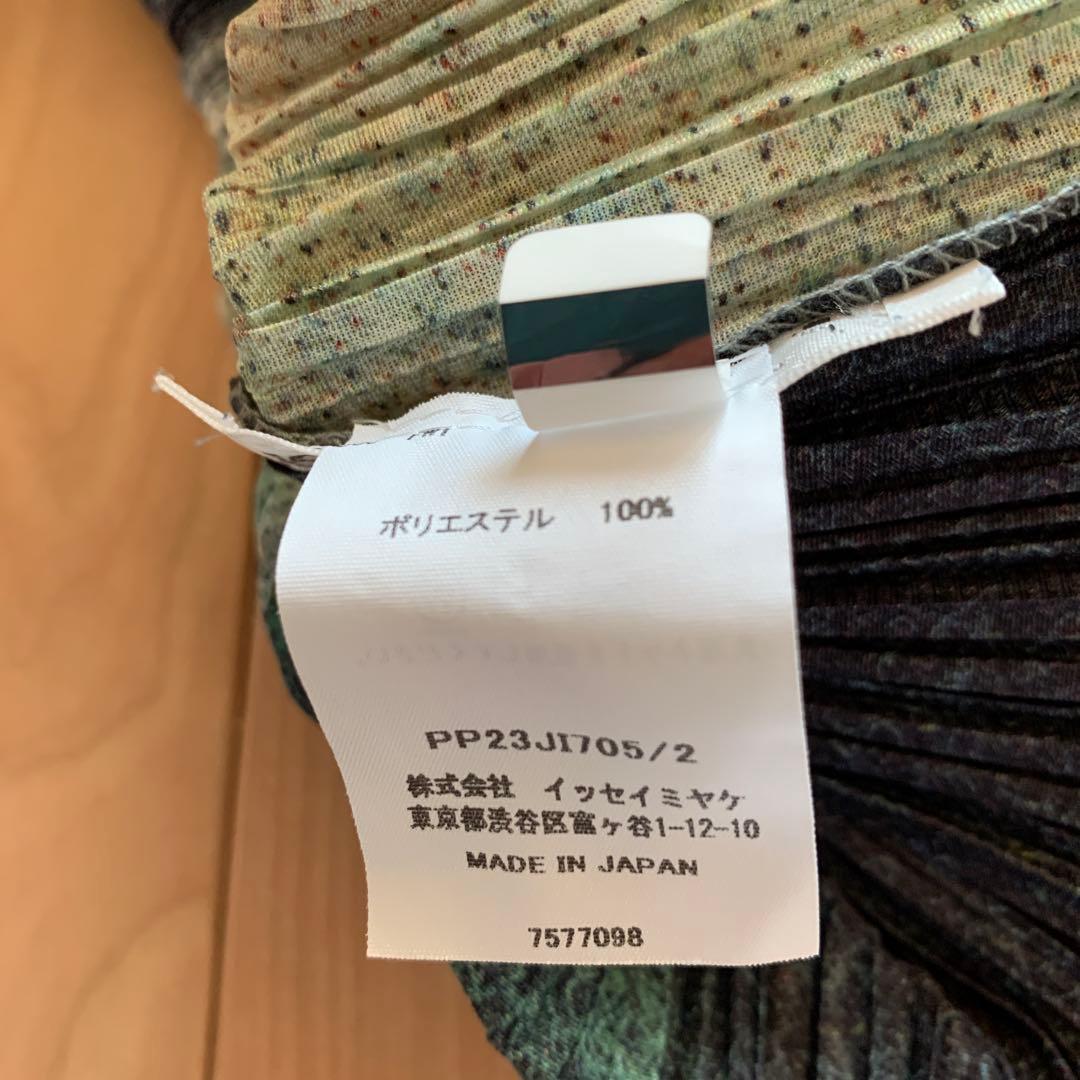 ポリエステル 100%
PP23JI705/2
株式会社 イッセイミヤケ
東京都渋谷区富ヶ谷1-12-10
MADE IN JAPAN
7577098